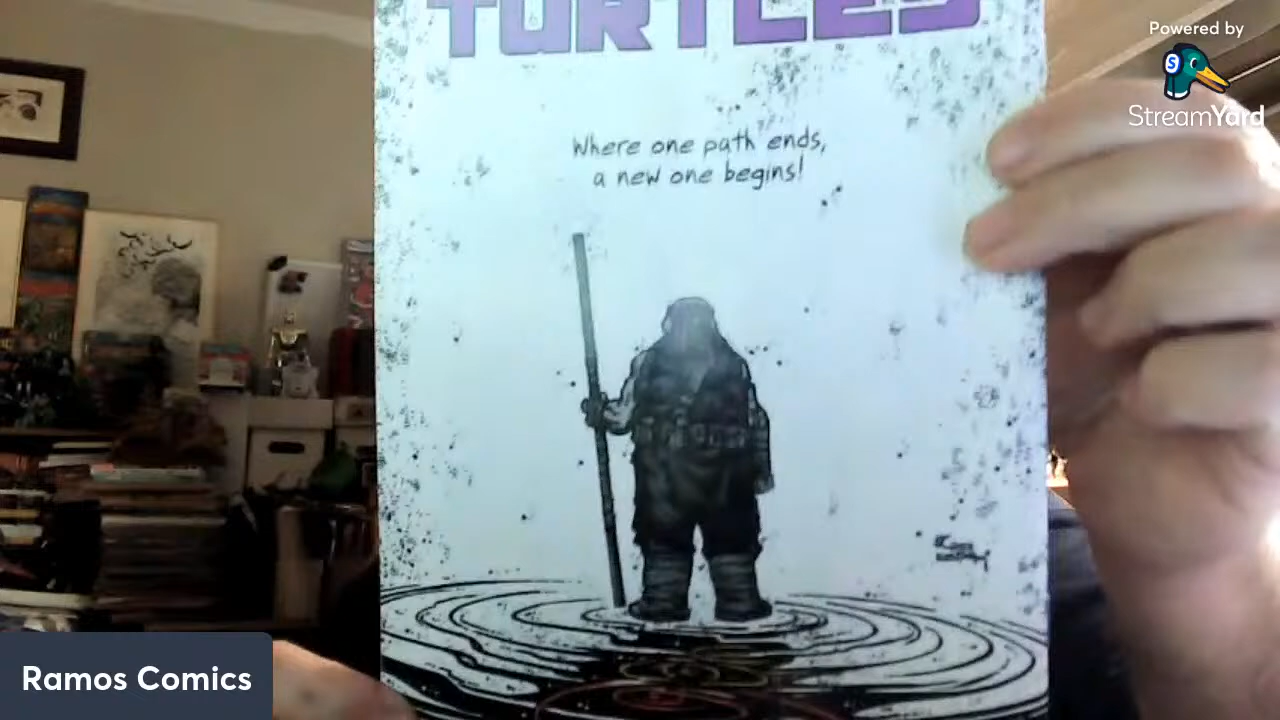 TURTLES
Powered by
S
StreamYard
Where one path ends,
a new one begins!
Ramos Comics